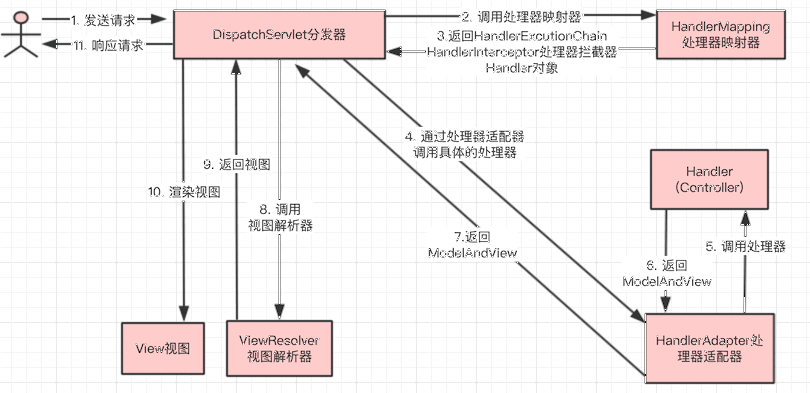 1. 发送请求
11. 响应请求
DispatchServlet分发器
2. 调用处理器映射器
3.返回HandlerExcutionChain
HandlerInterceptor处理器拦截器
Handler对象
HandlerMapping
处理器映射器
4. 通过处理器适配器
调用具体的处理器
Handler
(Controller)
9. 返回视图
10. 渲染视图
8. 调用
视图解析器
7.返回
ModelAndView
5. 调用处理器
6. 返回
ModelAndView
View视图
ViewResolver
视图解析器
HandlerAdapter处
理器适配器